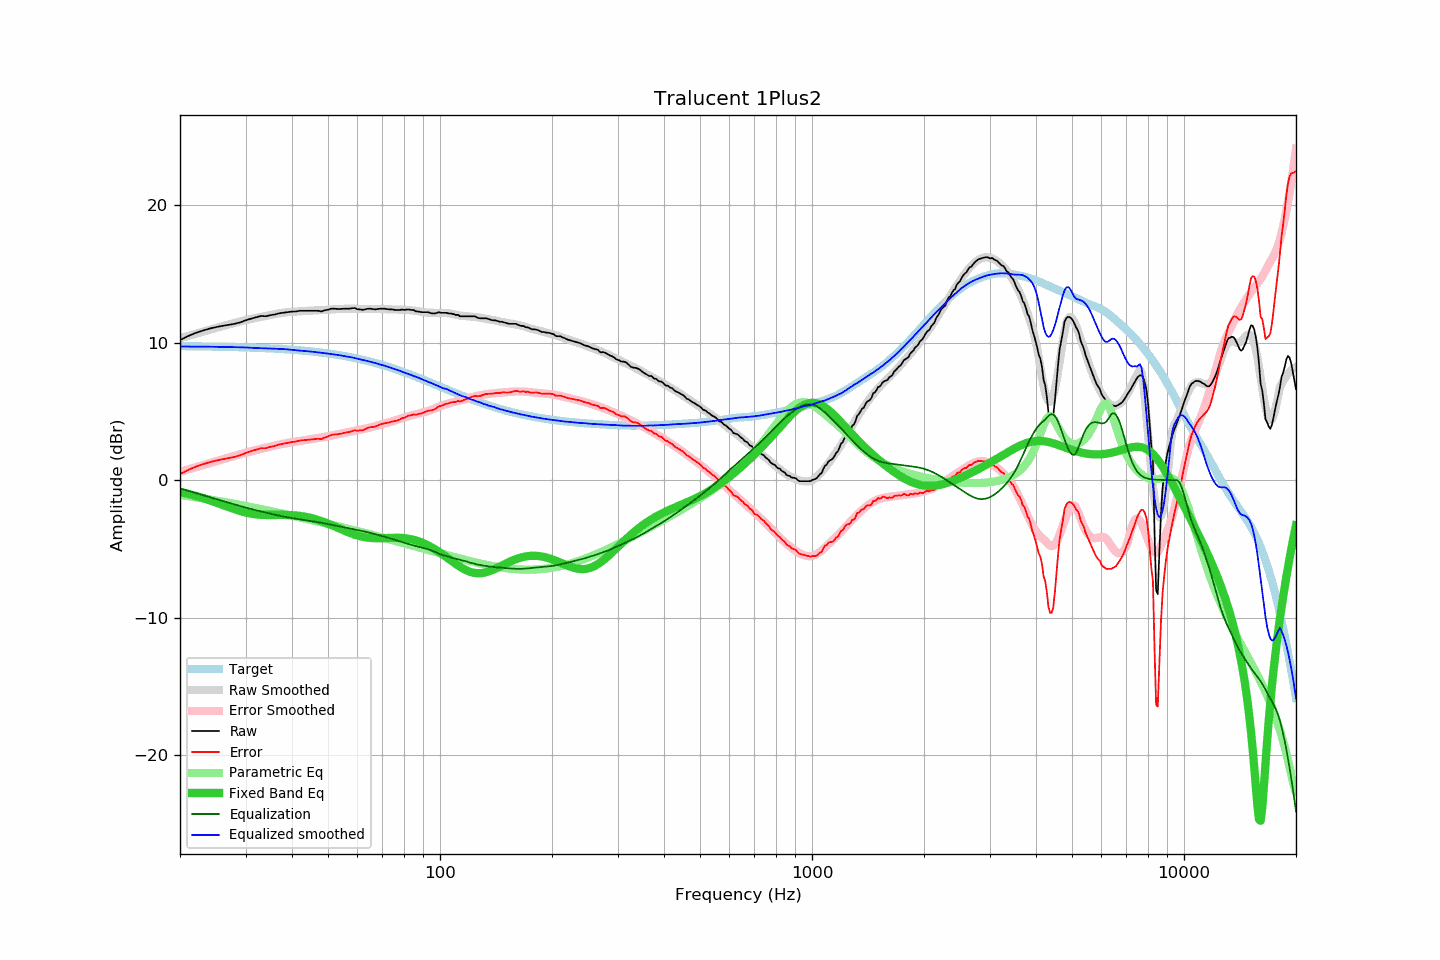 Tralucent 1Plus2
20
10
0
−10
−20
Amplitude (dBr)
Target
Raw Smoothed
Error Smoothed
Raw
Error
Parametric Eq
Fixed Band Eq
Equalization
Equalized smoothed
100
1000
10000
Frequency (Hz)